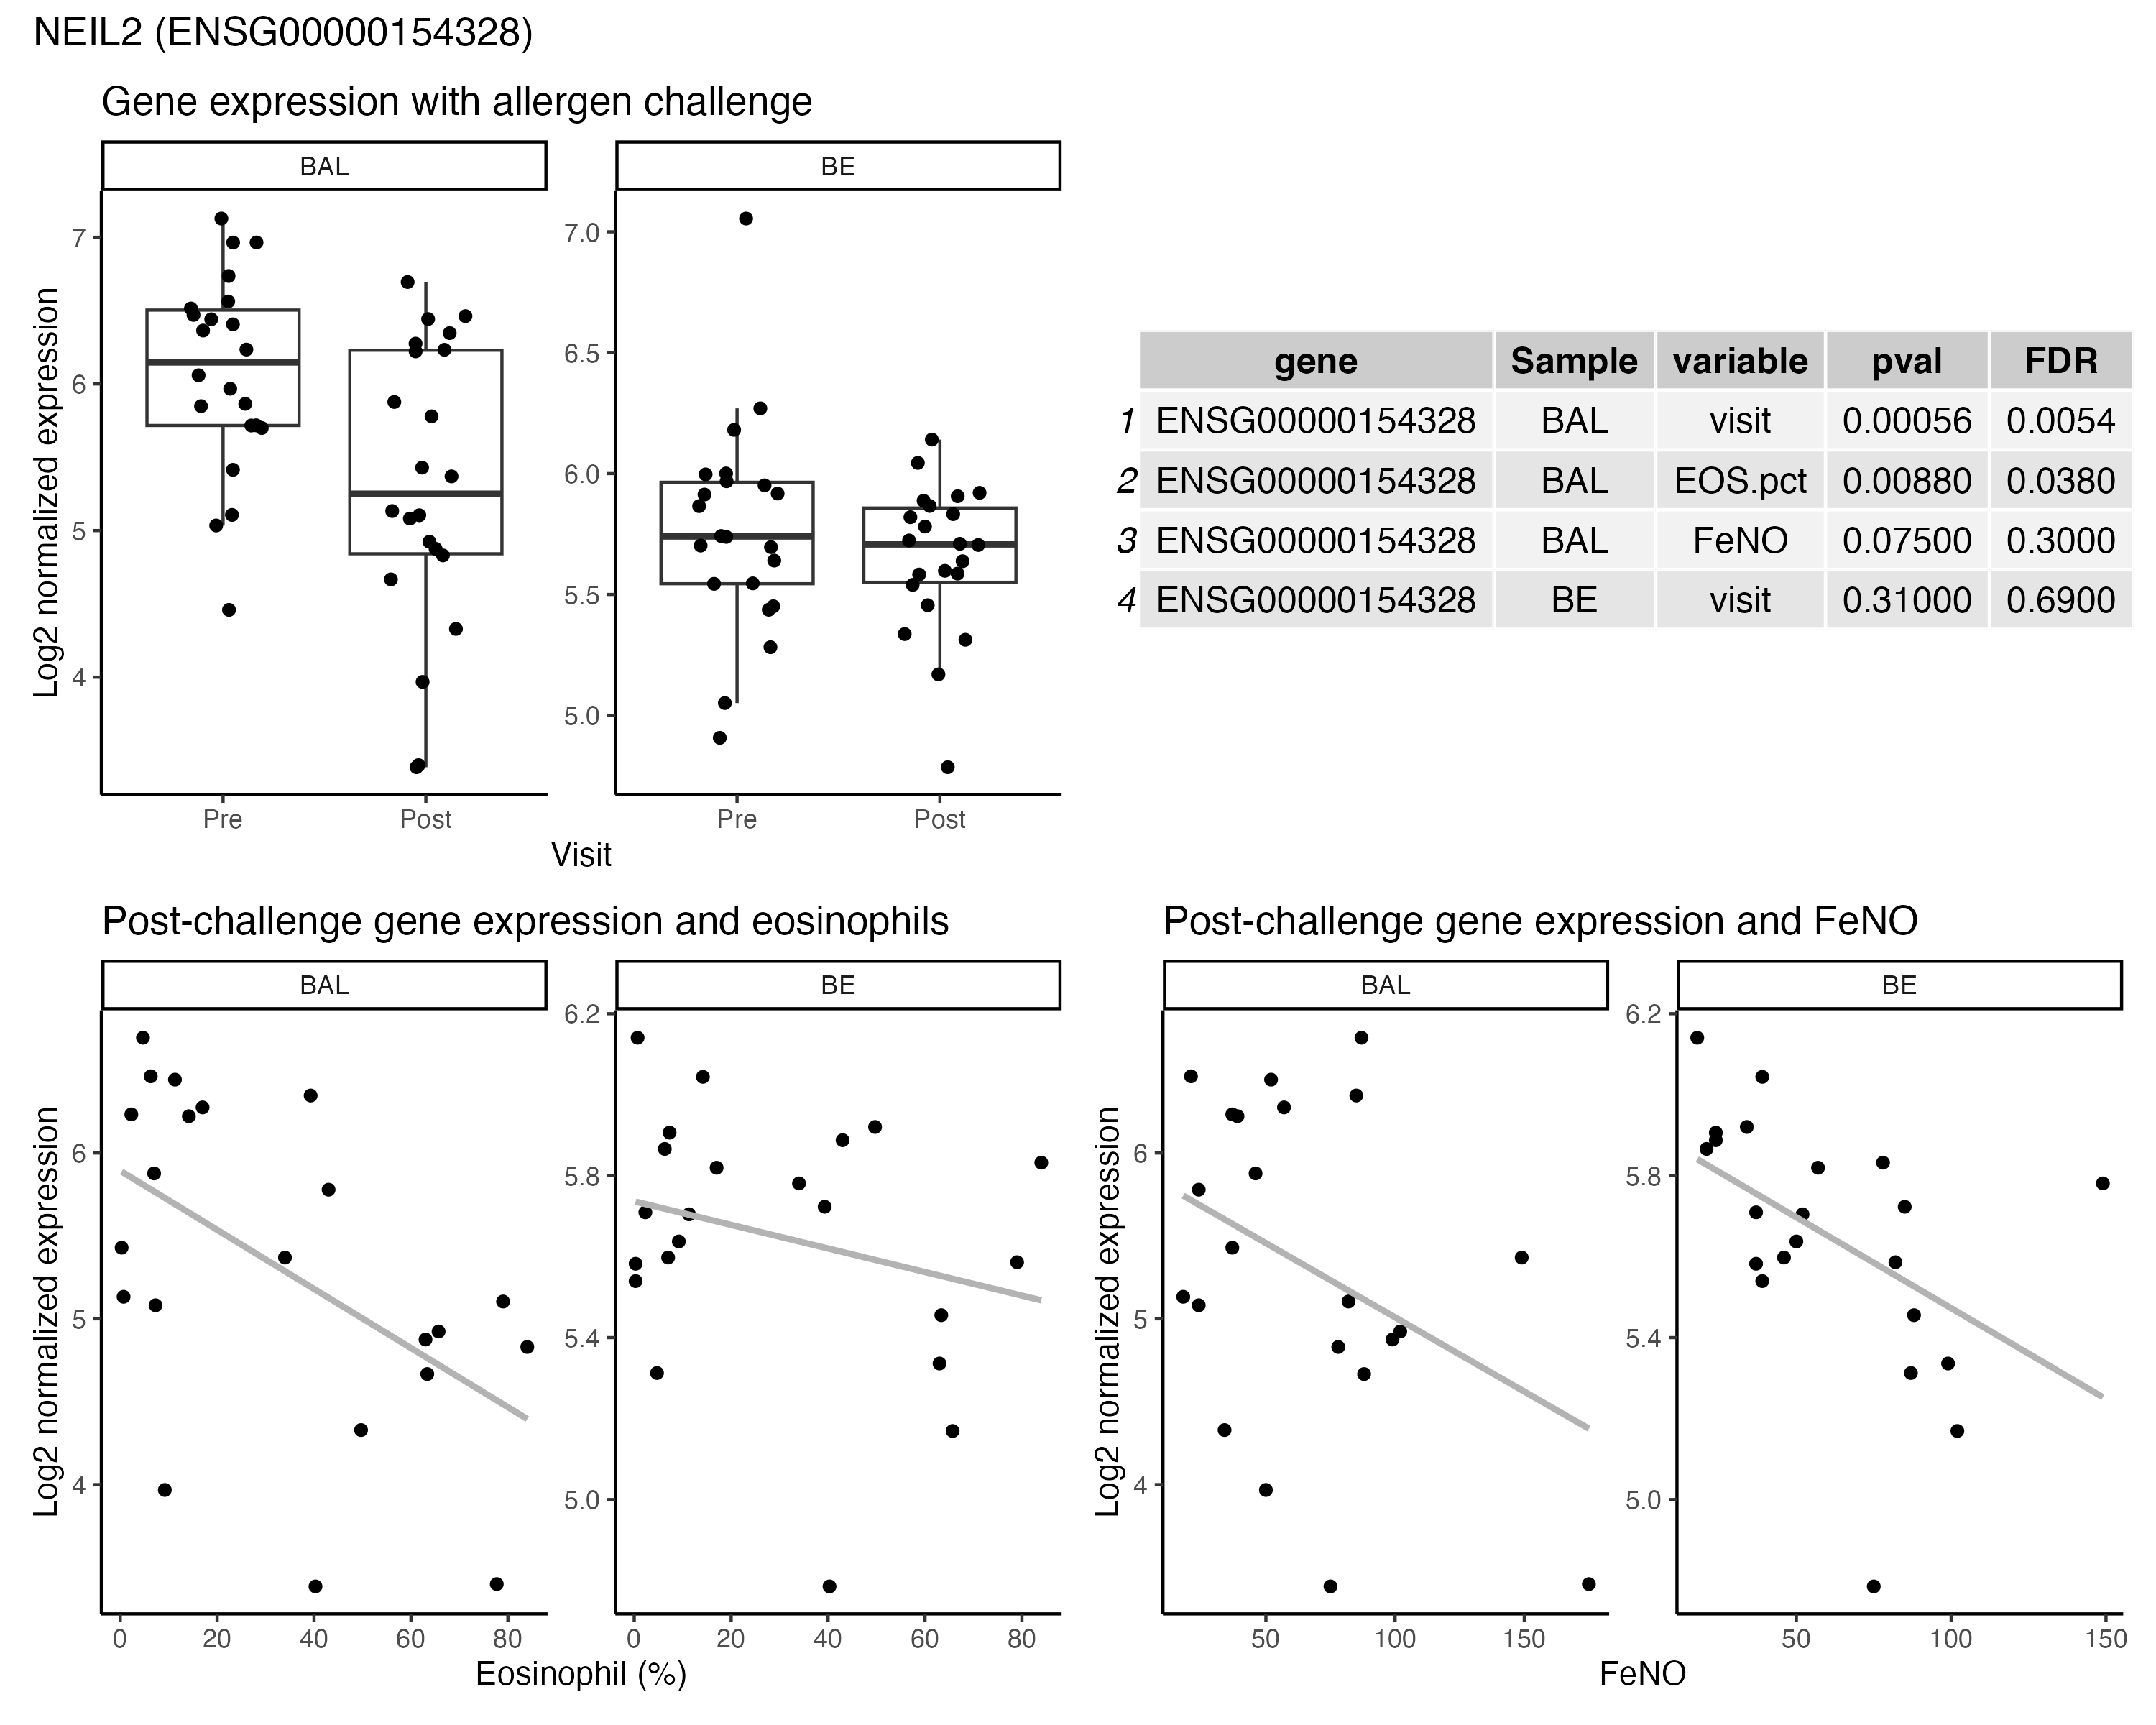 NEIL2 (ENSG00000154328)
Gene expression with allergen challenge
BAL
BE
Log2 normalized expression
7
6
5
4
7.0
6.5
6.0
5.5
5.0
Pre
Post
Pre
Post
Visit
gene Sample variable pval FDR
1 ENSG00000154328 BAL visit 0.00056 0.0054
2 ENSG00000154328 BAL EOS.pct 0.00880 0.0380
3 ENSG00000154328 BAL FeNO 0.07500 0.3000
4 ENSG00000154328 BE visit 0.31000 0.6900
Post-challenge gene expression and eosinophils
BAL
BE
Log2 normalized expression
6
5
4
6.2
5.8
5.4
5.0
0 20 40 60 80
0 20 40 60 80
Eosinophil (%)
Post-challenge gene expression and FeNO
BAL
BE
Log2 normalized expression
6
5
4
6.2
5.8
5.4
5.0
50 100 150
50 100 150
FeNO